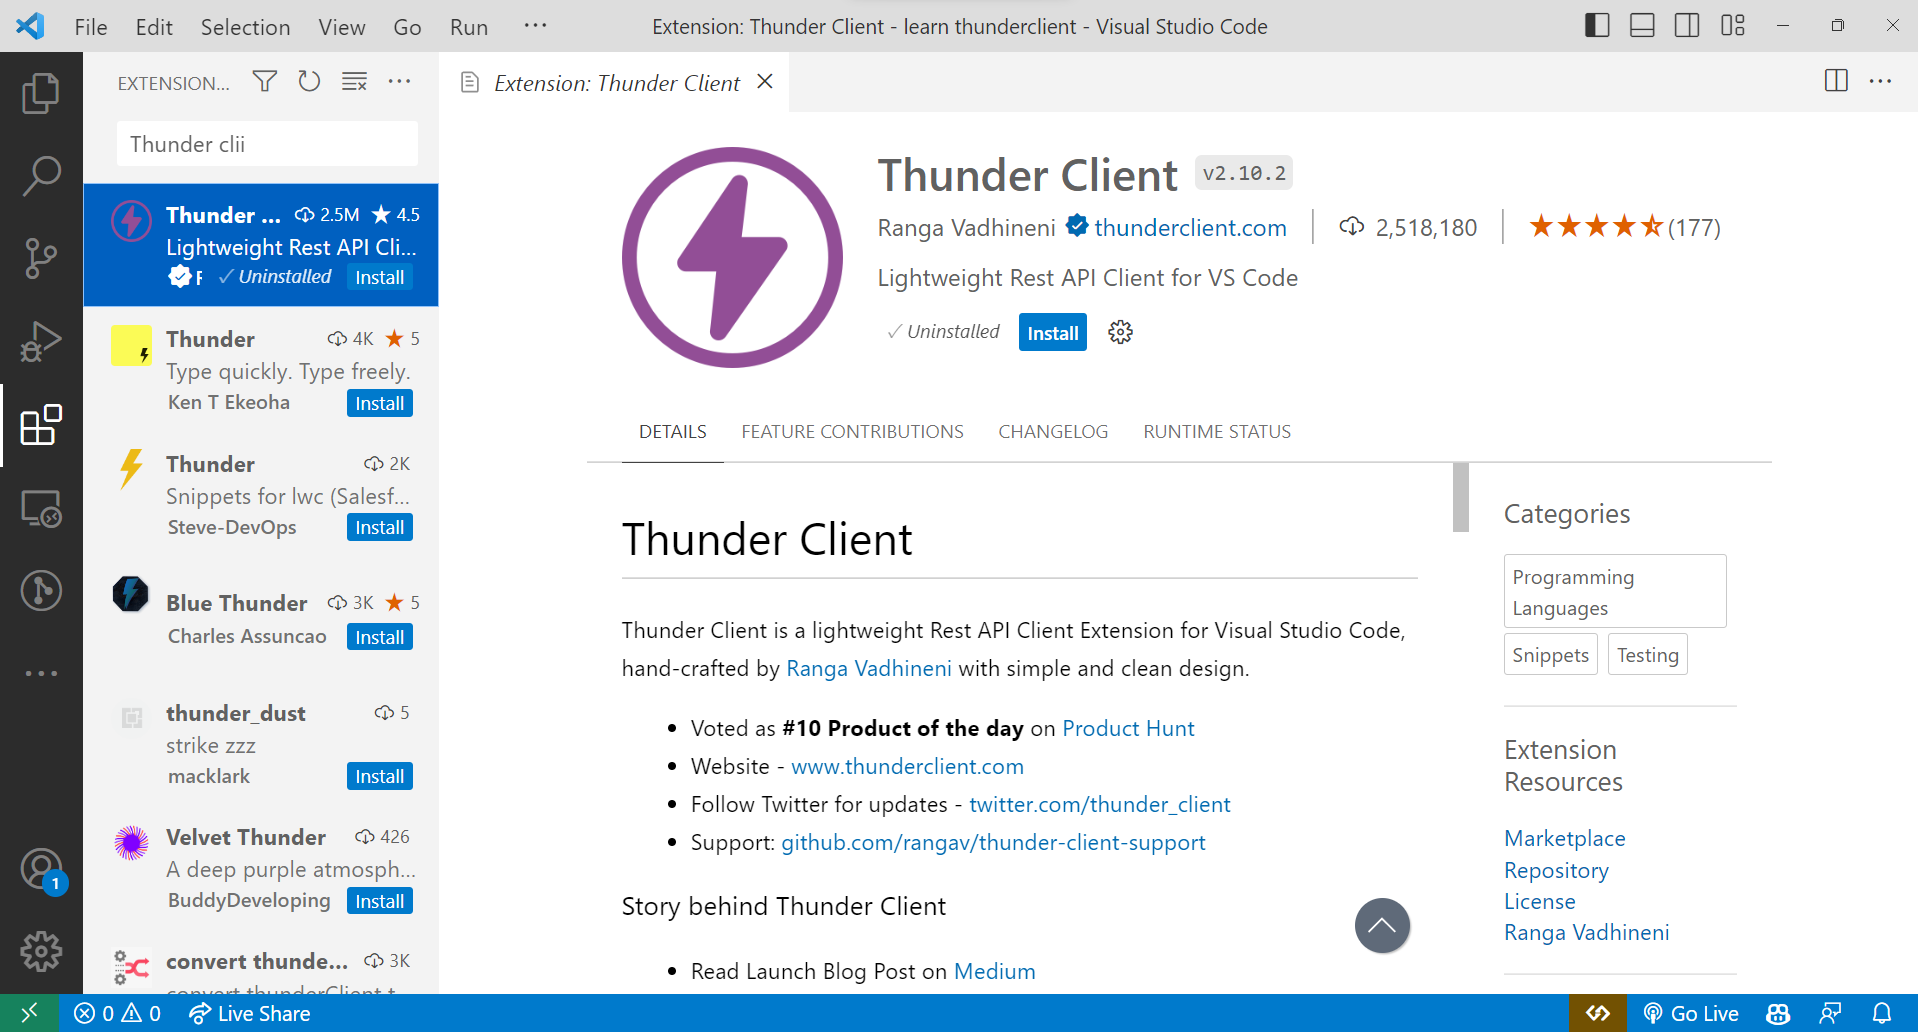 File Edit Selection View Go Run ···
Extension: Thunder Client - learn thunderclient - Visual Studio Code
EXTENSION... ···
Thunder clii
Thunder ... 2.5M ★ 4.5
Lightweight Rest API Cli...
✓ Uninstalled Install
Thunder 4K ★ 5
Type quickly. Type freely.
Ken T Ekeoha Install
Thunder 2K
Snippets for lwc (Salesf...
Steve-DevOps Install
Blue Thunder 3K ★ 5
Charles Assuncao Install
thunder_dust 5
strike zzz
macklark Install
Velvet Thunder 426
A deep purple atmosph...
BuddyDeveloping Install
convert thunde... 3K
convert thunderClient t
1
Extension: Thunder Client
Thunder Client v2.10.2
Ranga Vadhineni thunderclient.com 2,518,180 (177)
Lightweight Rest API Client for VS Code
✓ Uninstalled Install
DETAILS FEATURE CONTRIBUTIONS CHANGELOG RUNTIME STATUS
Thunder Client
Thunder Client is a lightweight Rest API Client Extension for Visual Studio Code,
hand-crafted by Ranga Vadhineni with simple and clean design.
• Voted as #10 Product of the day on Product Hunt
• Website - www.thunderclient.com
• Follow Twitter for updates - twitter.com/thunder_client
• Support: github.com/rangav/thunder-client-support
Story behind Thunder Client
• Read Launch Blog Post on Medium
Categories
Programming
Languages
Snippets Testing
Extension
Resources
Marketplace
Repository
License
Ranga Vadhineni
0 0 Live Share Go Live